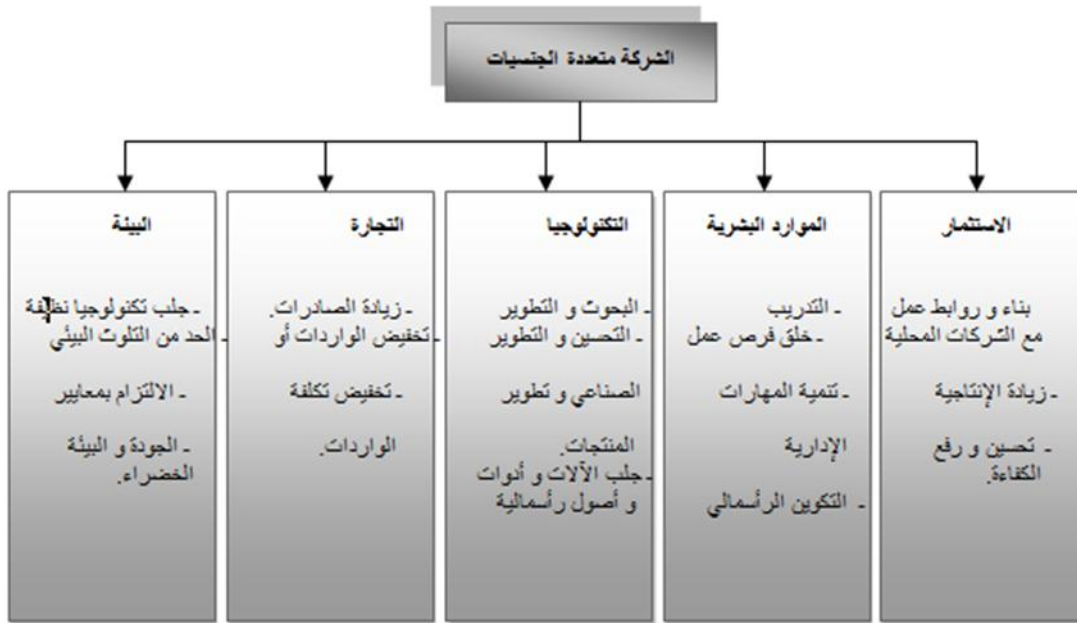 الشركة متعددة الجنسيات
الاستثمار
بناء و روابط عمل
مع الشركات المحلية
ـ زيادة الإنتاجية
ـ تحسين و رفع
الكفاءة.
الموارد البشرية
ـ التدريب
ـ خلق فرص عمل
ـ تنمية المهارات
الإدارية
ـ التكوين الرأسمالي
التكنولوجيا
ـ البحوث و التطوير
ـ التحسين و التطوير
الصناعي و تطوير
المنتجات.
ـ جلب الآلات و أدوات
و أصول رأسمالية
التجارة
ـ زيادة الصادرات.
ـ تخفيض الواردات أو
ـ تخفيض تكلفة
الواردات.
البيئة
ـ جلب تكنولوجيا نظيفة
ـ الحد من التلوث البيئي
ـ الالتزام بمعايير
ـ الجودة و البيئة
الخضراء.